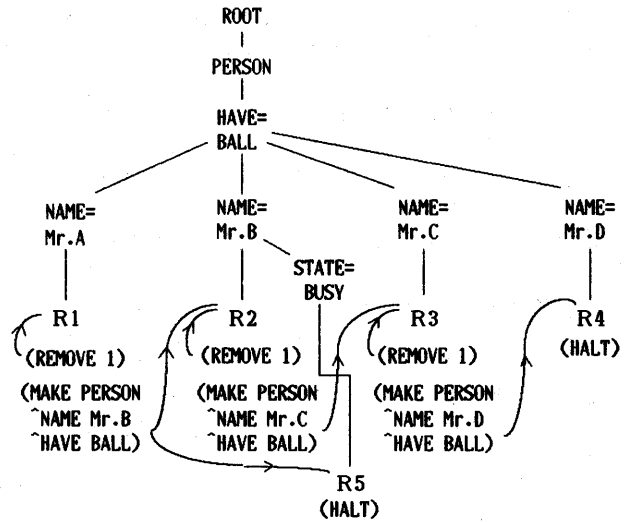 ROOT
PERSON
HAVE=
BALL
NAME=
Mr.A
NAME=
Mr.B
NAME=
Mr.C
NAME=
Mr.D
STATE=
BUSY
R1
(REMOVE 1)
(MAKE PERSON
^NAME Mr.B
^HAVE BALL)
R2
(REMOVE 1)
(MAKE PERSON
^NAME Mr.C
^HAVE BALL)
R3
(REMOVE 1)
(MAKE PERSON
^NAME Mr.D
^HAVE BALL)
R4
(HALT)
R5
(HALT)